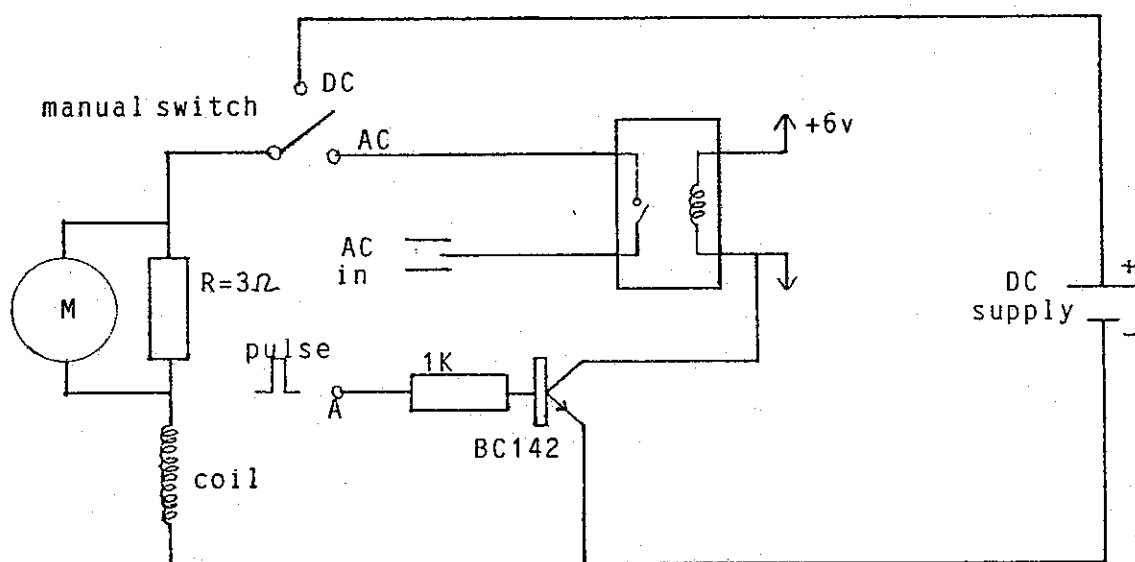 DC
manual switch
AC
+6v
AC
in
R=3Ω
M
DC
supply
+
-
pulse
1K
A
BC142
coil